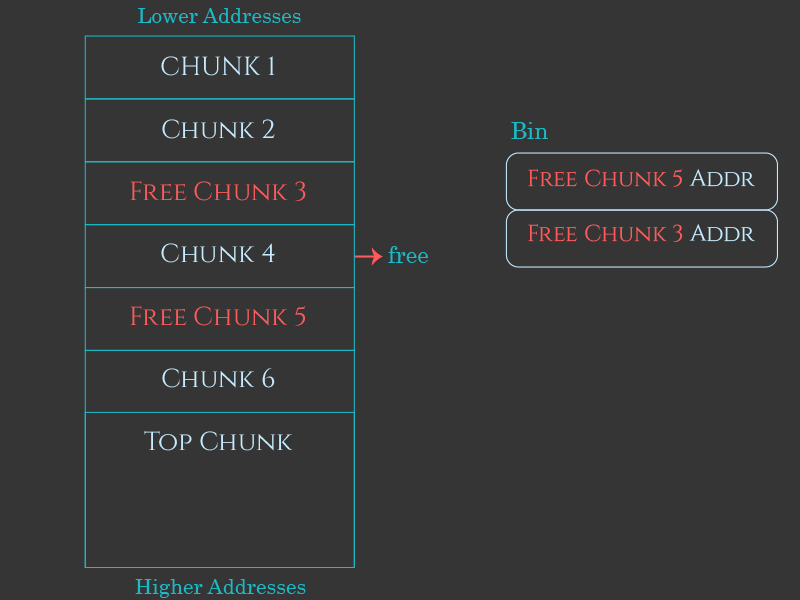 Lower Addresses
Chunk 1
Chunk 2
Free Chunk 3
Chunk 4
free
Free Chunk 5
Chunk 6
Top Chunk
Higher Addresses
Bin
Free Chunk 5 Addr
Free Chunk 3 Addr